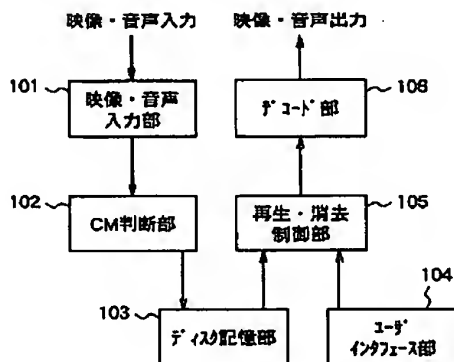 映像・音声入力
映像・音声出力
101
映像・音声
入力部
108
デコード部
102
CM判断部
再生・消去
制面部
105
103
ディスク記憶部
104
ユーザ
インタフェース部